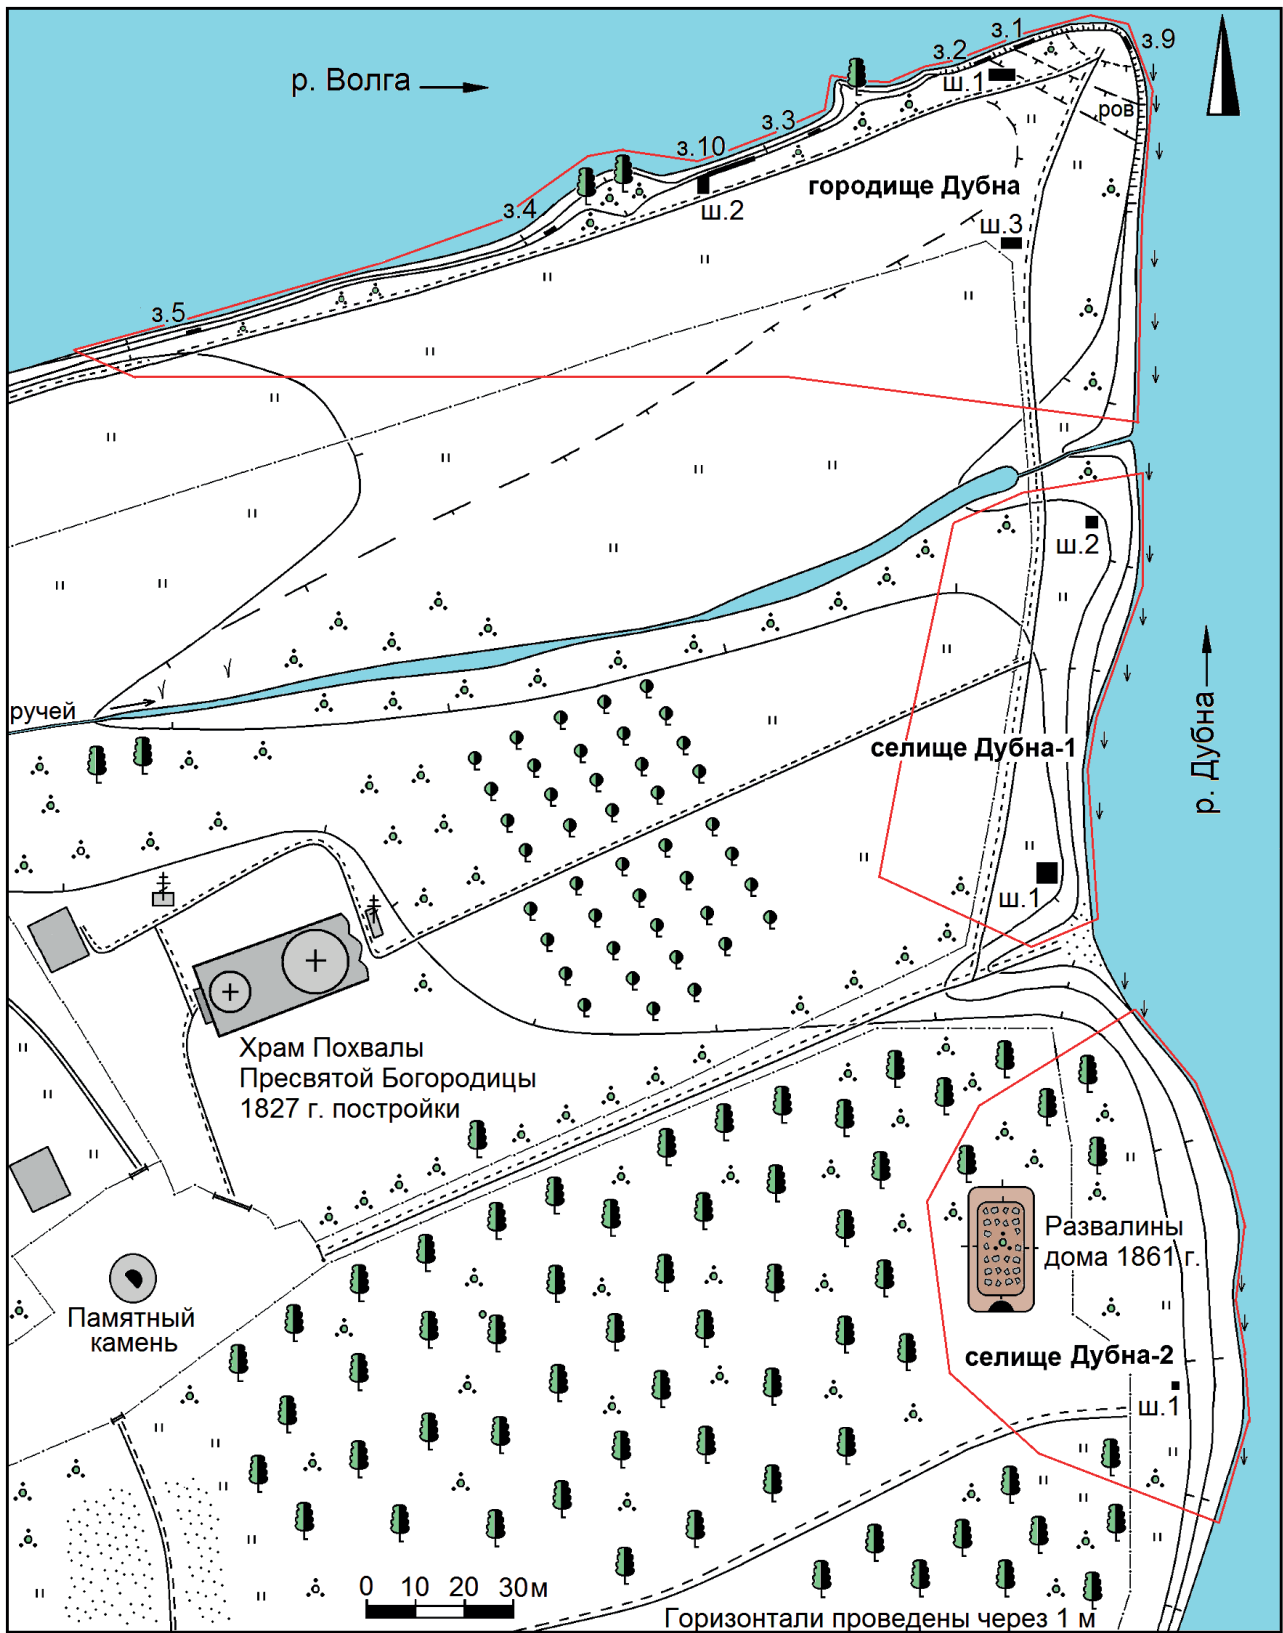 з.1
з.2
з.9
р. Волга
ш.1
ров
з.3
з.10
городище Дубна
з.4
ш.2
ш.3
з.5
ш.2
ручей
селище Дубна-1
р. Дубна
ш.1
Храм Похвалы
Пресвятой Богородицы
1827 г. постройки
Развалины
дома 1861 г.
Памятный
камень
селище Дубна-2
ш.1
0 10 20 30м
Горизонтали проведены через 1 м